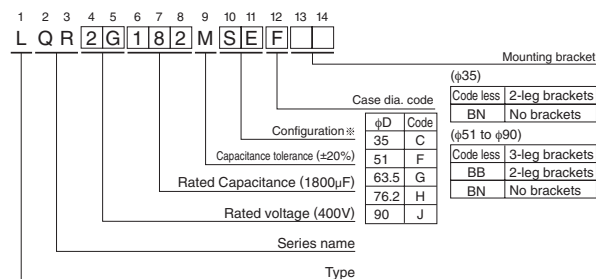 1 2 3 4 5 6 7 8 9 10 11 12 13 14
L Q R 2 G 1 8 2 M S E F
Mounting bracket
(φ35)
Code less 2-leg brackets
BN No brackets
(φ51 to φ90)
Code less 3-leg brackets
BB 2-leg brackets
BN No brackets
Case dia. code
φD Code
35 C
51 F
63.5 G
76.2 H
90 J
Configuration※
Capacitance tolerance (±20%)
Rated Capacitance (1800μF)
Rated voltage (400V)
Series name
Type